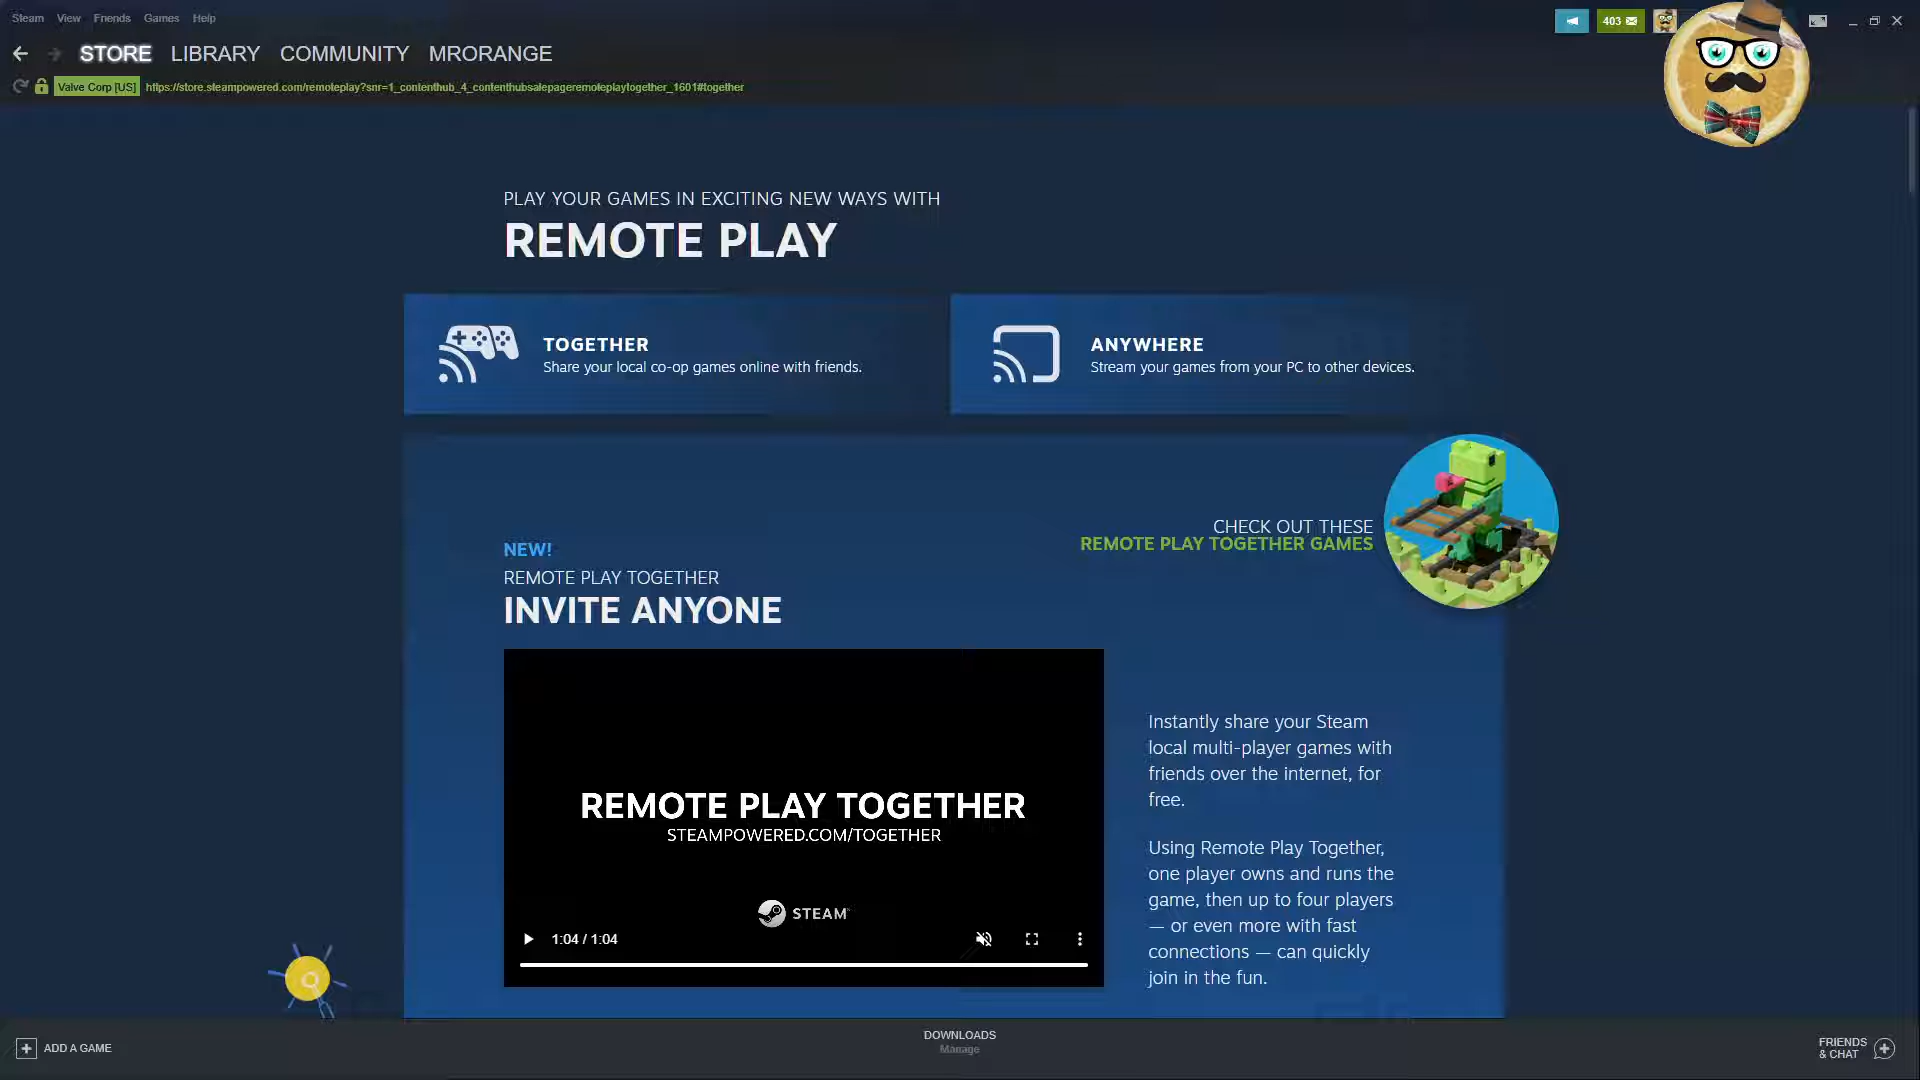 Steam View Friends Games Help
403
STORE LIBRARY COMMUNITY MRORANGE
Valve Corp [US] https://store.steampowered.com/remoteplay?snr=1_contenthub_4_contenthubsalepageremoteplaytogether_1601#together
PLAY YOUR GAMES IN EXCITING NEW WAYS WITH
REMOTE PLAY
TOGETHER
Share your local co-op games online with friends.
ANYWHERE
Stream your games from your PC to other devices.
CHECK OUT THESE
REMOTE PLAY TOGETHER GAMES
NEW!
REMOTE PLAY TOGETHER
INVITE ANYONE
REMOTE PLAY TOGETHER
STEAMPOWERED.COM/TOGETHER
STEAM
1:04 / 1:04
Instantly share your Steam
local multi-player games with
friends over the internet, for
free.
Using Remote Play Together,
one player owns and runs the
game, then up to four players
— or even more with fast
connections — can quickly
join in the fun.
ADD A GAME
DOWNLOADS
Manage
FRIENDS
& CHAT